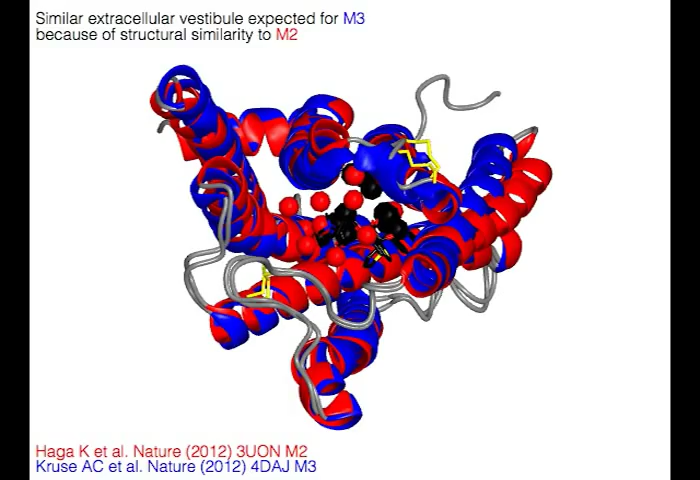 Similar extracellular vestibule expected for M3
because of structural similarity to M2
Haga K et al. Nature (2012) 3UON M2
Kruse AC et al. Nature (2012) 4DAJ M3